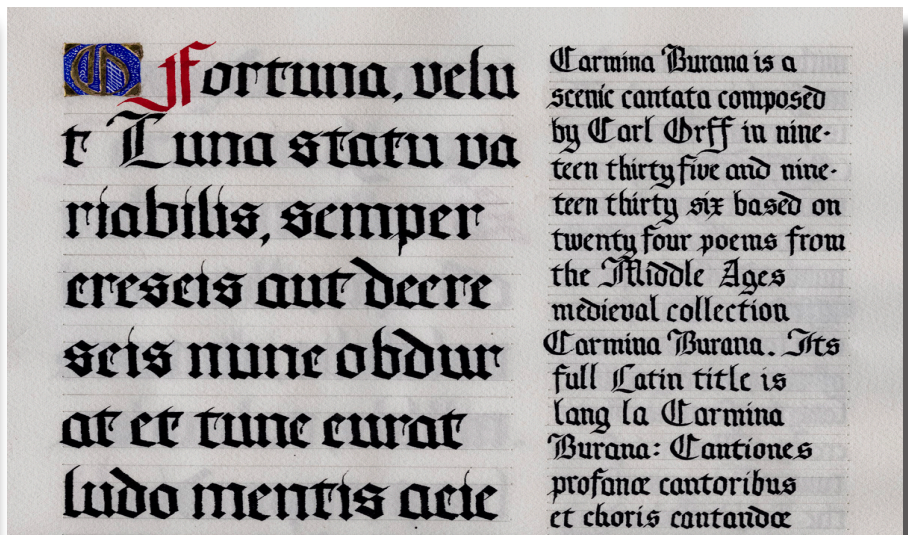 O Fortuna, velu
t Luna statu va
riabilis, semper
crescis aut decre
scis nunc obdur
at et tunc curat
ludo mentis acie
Carmina Burana is a
scenic cantata composed
by Carl Orff in nine-
teen thirty five and nine-
teen thirty six based on
twenty four poems from
the Middle Ages
medieval collection
Carmina Burana. Its
full Latin title is
lang la Carmina
Burana: Cantiones
profanæ cantoribus
et choris cantandæ